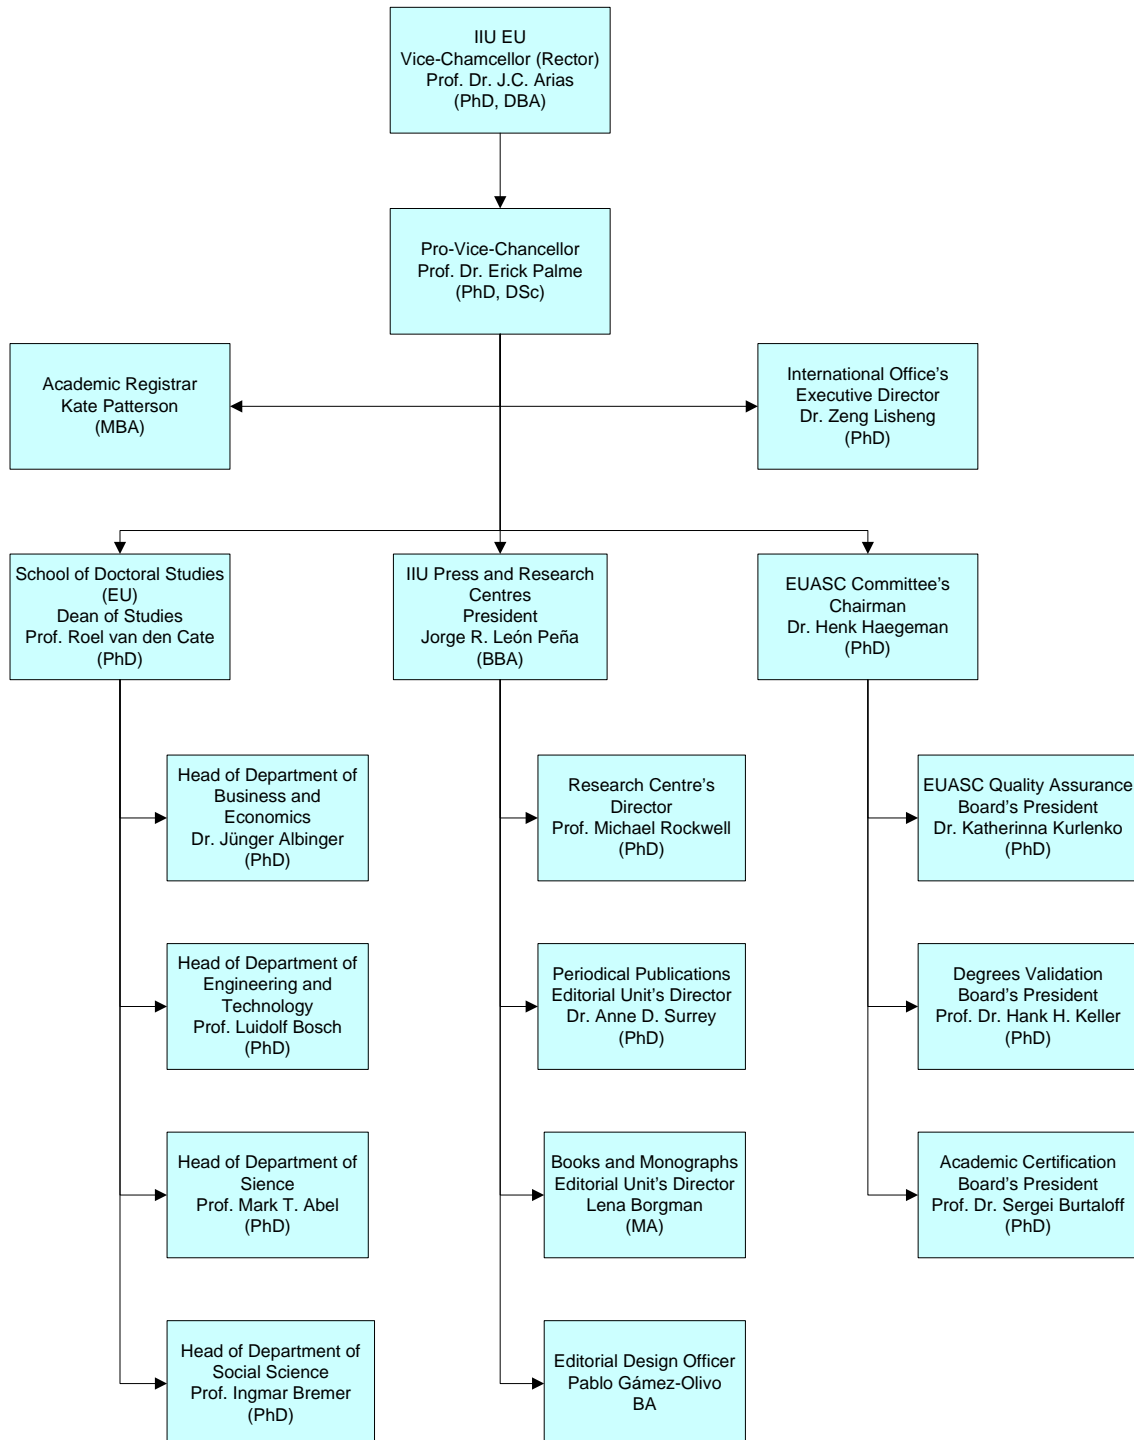 IIU EU
Vice-Chamcellor (Rector)
Prof. Dr. J.C. Arias
(PhD, DBA)
Pro-Vice-Chancellor
Prof. Dr. Erick Palme
(PhD, DSc)
Academic Registrar
Kate Patterson
(MBA)
International Office’s
Executive Director
Dr. Zeng Lisheng
(PhD)
School of Doctoral Studies
(EU)
Dean of Studies
Prof. Roel van den Cate
(PhD)
IIU Press and Research
Centres
President
Jorge R. León Peña
(BBA)
EUASC Committee’s
Chairman
Dr. Henk Haegeman
(PhD)
Head of Department of
Business and
Economics
Dr. Jünger Albinger
(PhD)
Research Centre’s
Director
Prof. Michael Rockwell
(PhD)
EUASC Quality Assurance
Board’s President
Dr. Katherinna Kurlenko
(PhD)
Head of Department of
Engineering and
Technology
Prof. Luidolf Bosch
(PhD)
Periodical Publications
Editorial Unit’s Director
Dr. Anne D. Surrey
(PhD)
Degrees Validation
Board’s President
Prof. Dr. Hank H. Keller
(PhD)
Head of Department of
Sience
Prof. Mark T. Abel
(PhD)
Books and Monographs
Editorial Unit’s Director
Lena Borgman
(MA)
Academic Certification
Board’s President
Prof. Dr. Sergei Burtaloff
(PhD)
Head of Department of
Social Science
Prof. Ingmar Bremer
(PhD)
Editorial Design Officer
Pablo Gámez-Olivo
BA